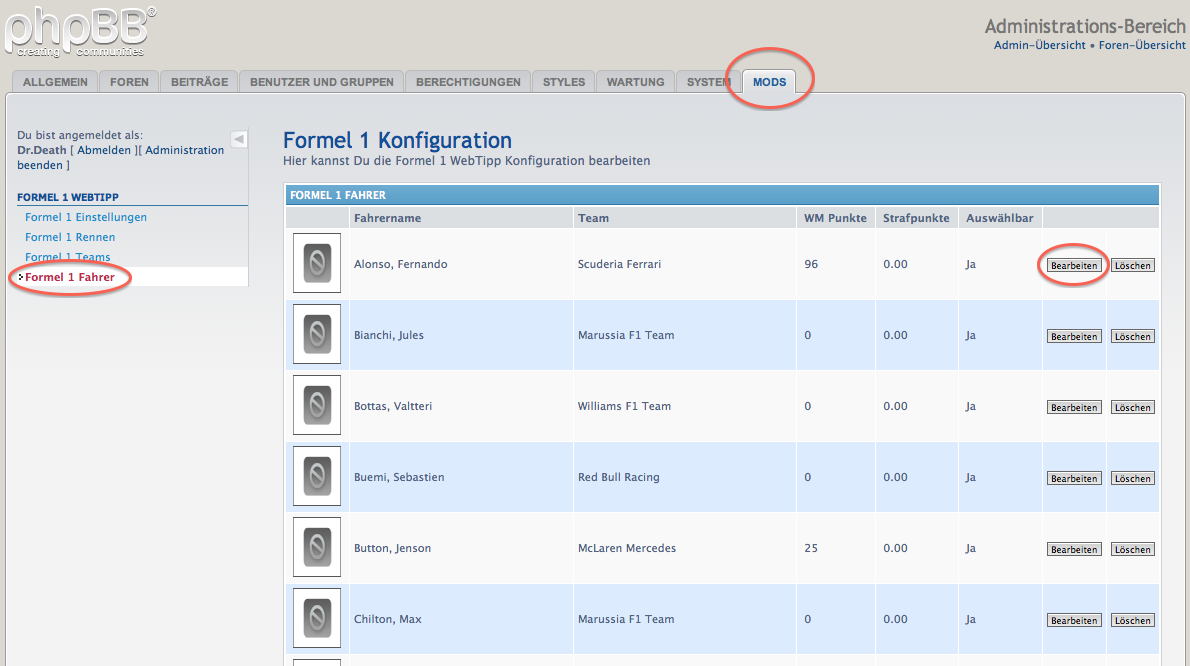 phpBB®
creating communities
Administrations-Bereich
Admin-Übersicht • Foren-Übersicht
ALLGEMEIN FOREN BEITRÄGE BENUTZER UND GRUPPEN BERECHTIGUNGEN STYLES WARTUNG SYSTEM MODS
Du bist angemeldet als:
Dr.Death [ Abmelden ][ Administration
beenden ]
FORMEL 1 WEBTIPP
Formel 1 Einstellungen
Formel 1 Rennen
Formel 1 Teams
Formel 1 Fahrer
Formel 1 Konfiguration
Hier kannst Du die Formel 1 WebTipp Konfiguration bearbeiten
FORMEL 1 FAHRER
Fahrername Team WM Punkte Strafpunkte Auswählbar
Alonso, Fernando Scuderia Ferrari 96 0.00 Ja Bearbeiten Löschen
Bianchi, Jules Marussia F1 Team 0 0.00 Ja Bearbeiten Löschen
Bottas, Valtteri Williams F1 Team 0 0.00 Ja Bearbeiten Löschen
Buemi, Sebastien Red Bull Racing 0 0.00 Ja Bearbeiten Löschen
Button, Jenson McLaren Mercedes 25 0.00 Ja Bearbeiten Löschen
Chilton, Max Marussia F1 Team 0 0.00 Ja Bearbeiten Löschen